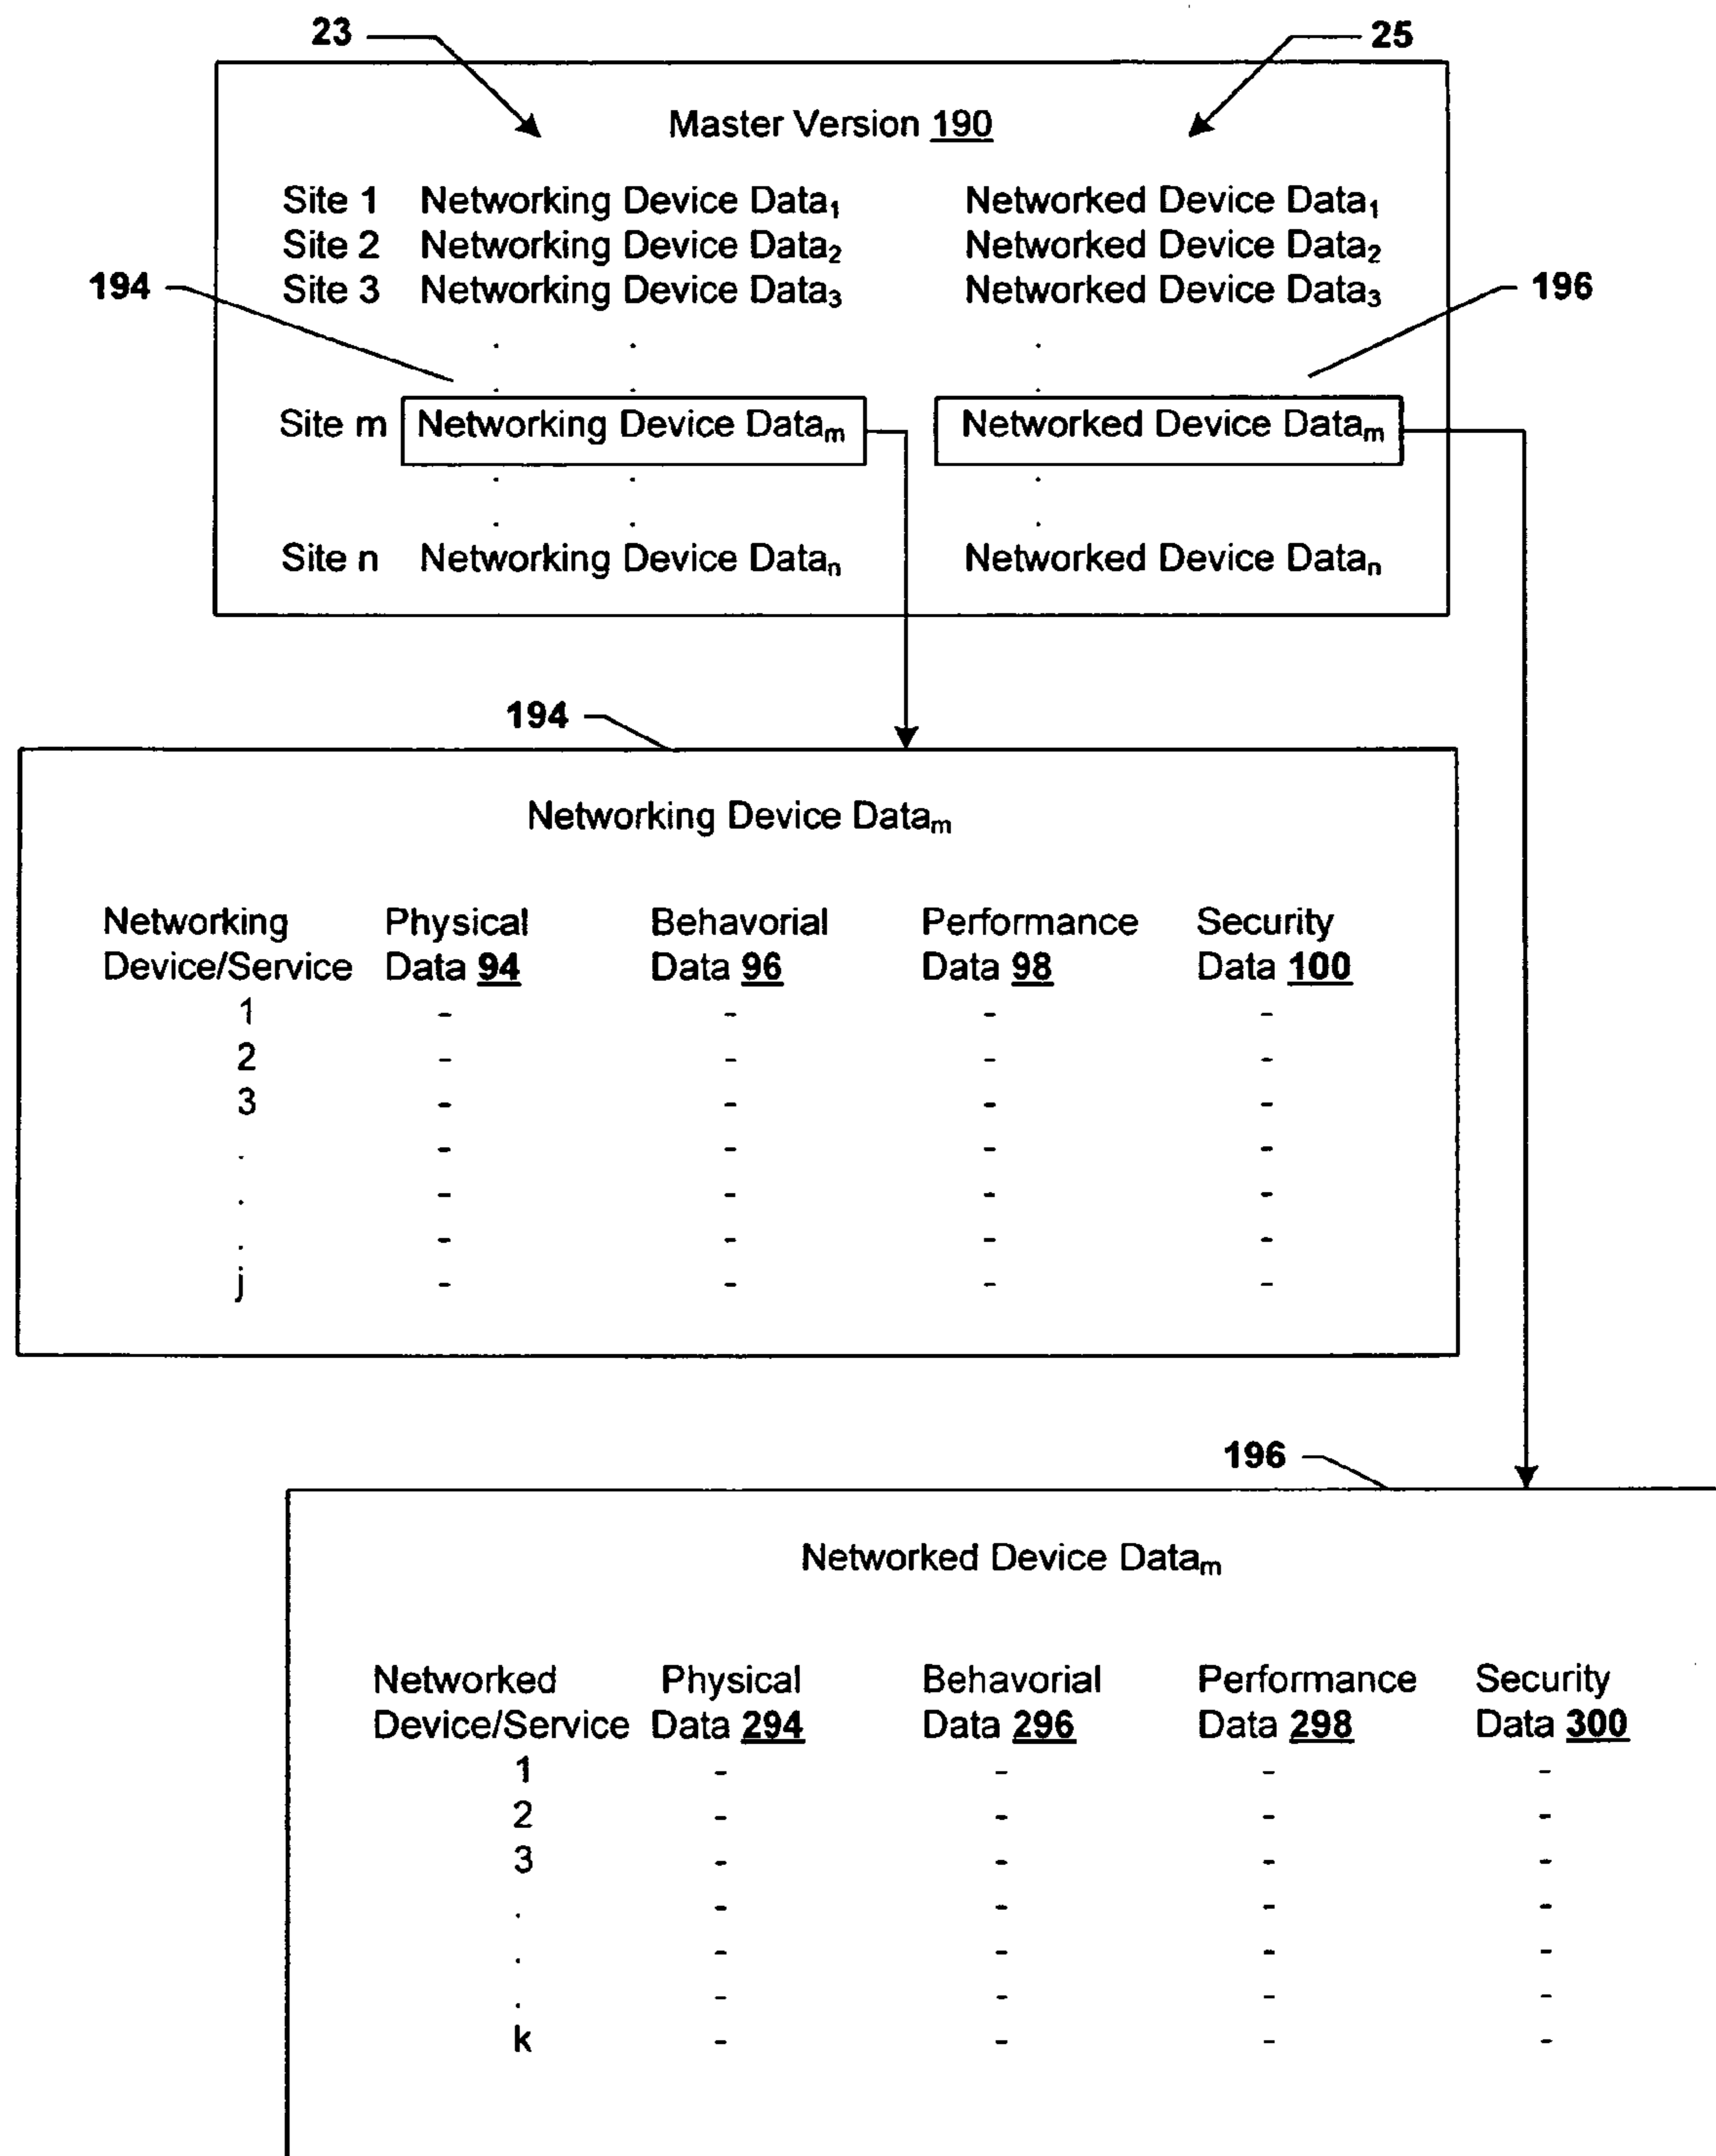 23
25
Master Version 190
Site 1 Networking Device Data₁ Networked Device Data₁
Site 2 Networking Device Data₂ Networked Device Data₂
194 Site 3 Networking Device Data₃ Networked Device Data₃ 196
. . .
. . .
Site m Networking Device Dataₘ Networked Device Dataₘ
. . .
. . .
Site n Networking Device Dataₙ Networked Device Dataₙ
194
Networking Device Dataₘ
Networking Physical Behavorial Performance Security
Device/Service Data 94 Data 96 Data 98 Data 100
1 - - - -
2 - - - -
3 - - - -
. - - - -
. - - - -
. - - - -
j - - - -
196
Networked Device Dataₘ
Networked Physical Behavorial Performance Security
Device/Service Data 294 Data 296 Data 298 Data 300
1 - - - -
2 - - - -
3 - - - -
. - - - -
. - - - -
. - - - -
k - - - -